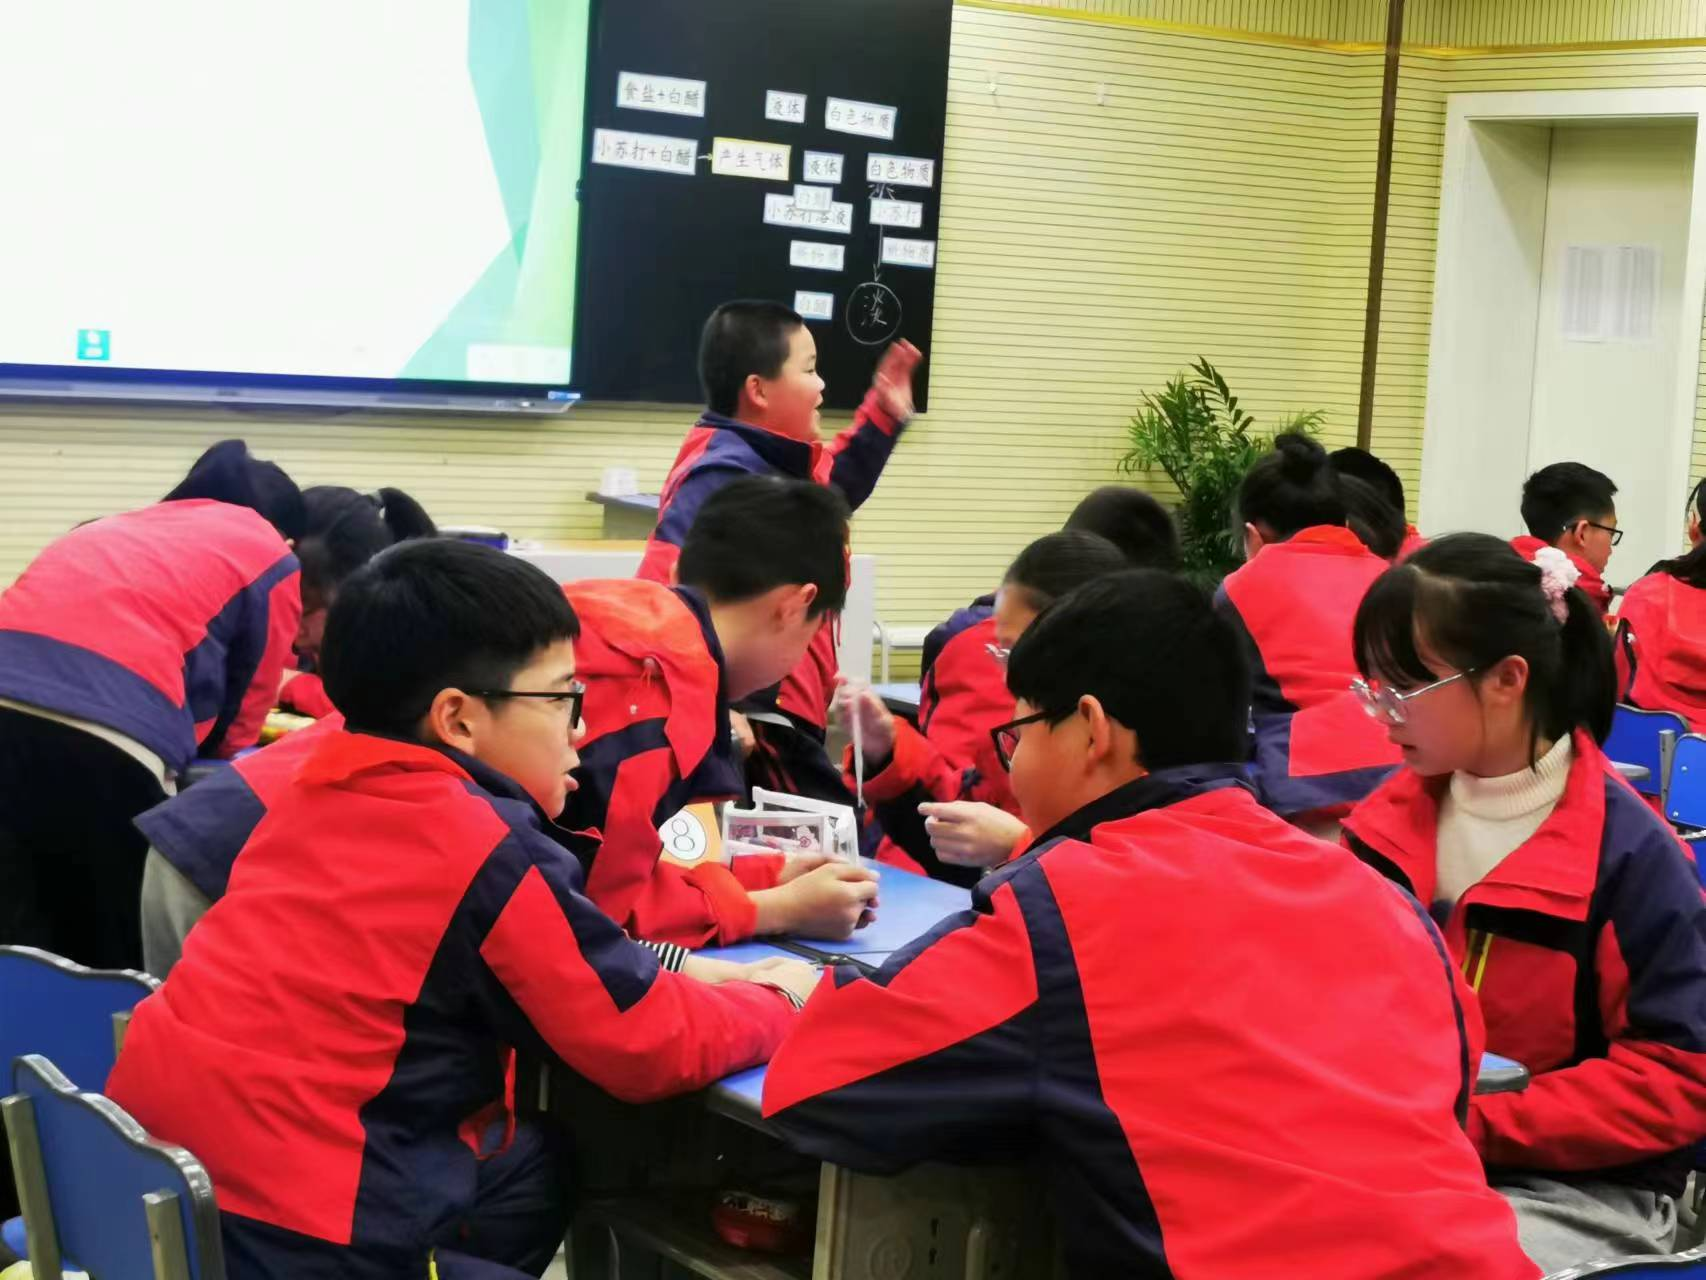 食盐+白醋 液体 白色物质
小苏打+白醋 产生气体 液体 白色物质
白醋
小苏打溶液 小苏打
新物质 新物质
白醋 淡
8